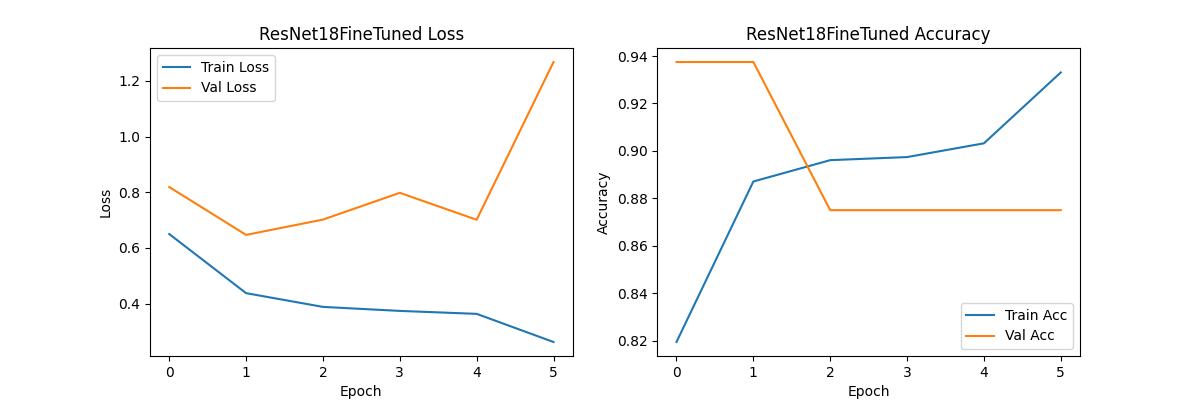 ResNet18FineTuned Loss
Train Loss
Val Loss
1.2
1.0
0.8
0.6
0.4
Loss
0
1
2
3
4
5
Epoch
ResNet18FineTuned Accuracy
0.94
0.92
0.90
0.88
0.86
0.84
0.82
Accuracy
Train Acc
Val Acc
0
1
2
3
4
5
Epoch